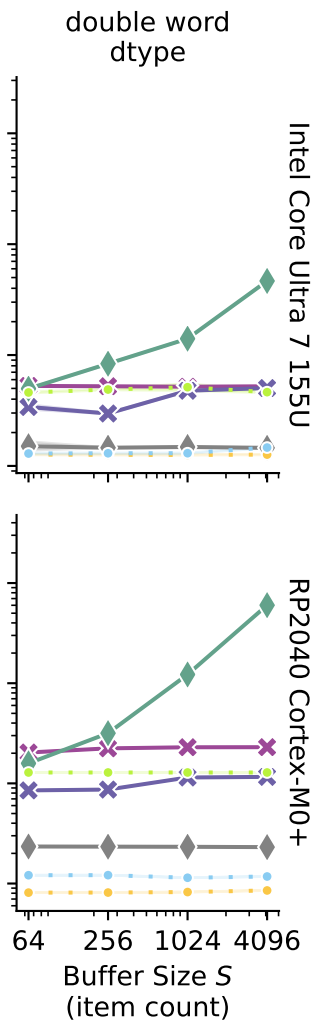 double word
dtype
Intel Core Ultra 7 155U
RP2040 Cortex-M0+
64 256 1024 4096
Buffer Size S
(item count)